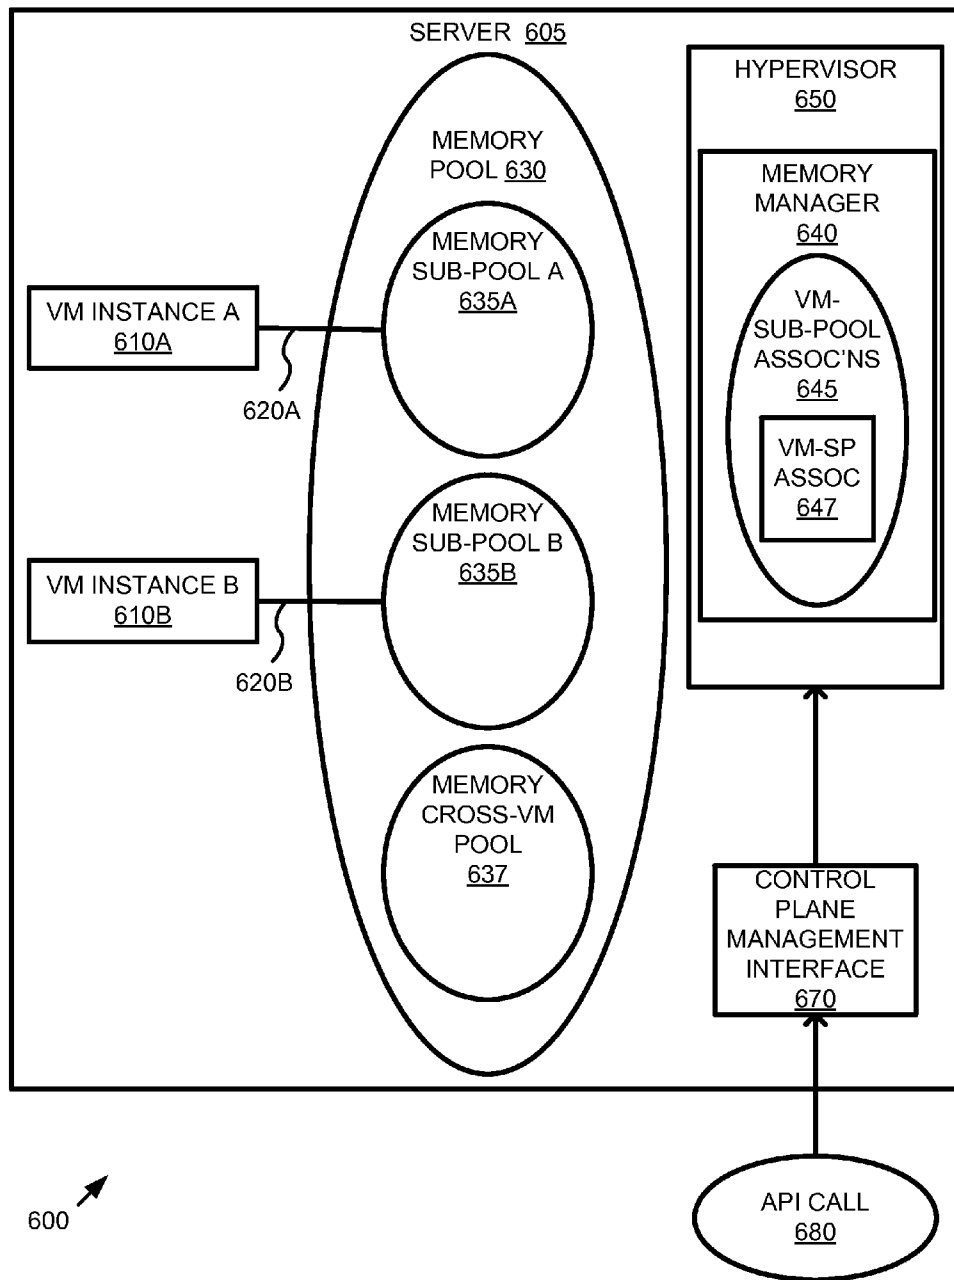 SERVER 605
HYPERVISOR
650
MEMORY
POOL 630
MEMORY
MANAGER
640
MEMORY
SUB-POOL A
635A
VM INSTANCE A
610A
620A
VM-
SUB-POOL
ASSOC'NS
645
VM-SP
ASSOC
647
MEMORY
SUB-POOL B
635B
VM INSTANCE B
610B
620B
MEMORY
CROSS-VM
POOL
637
CONTROL
PLANE
MANAGEMENT
INTERFACE
670
API CALL
680
600